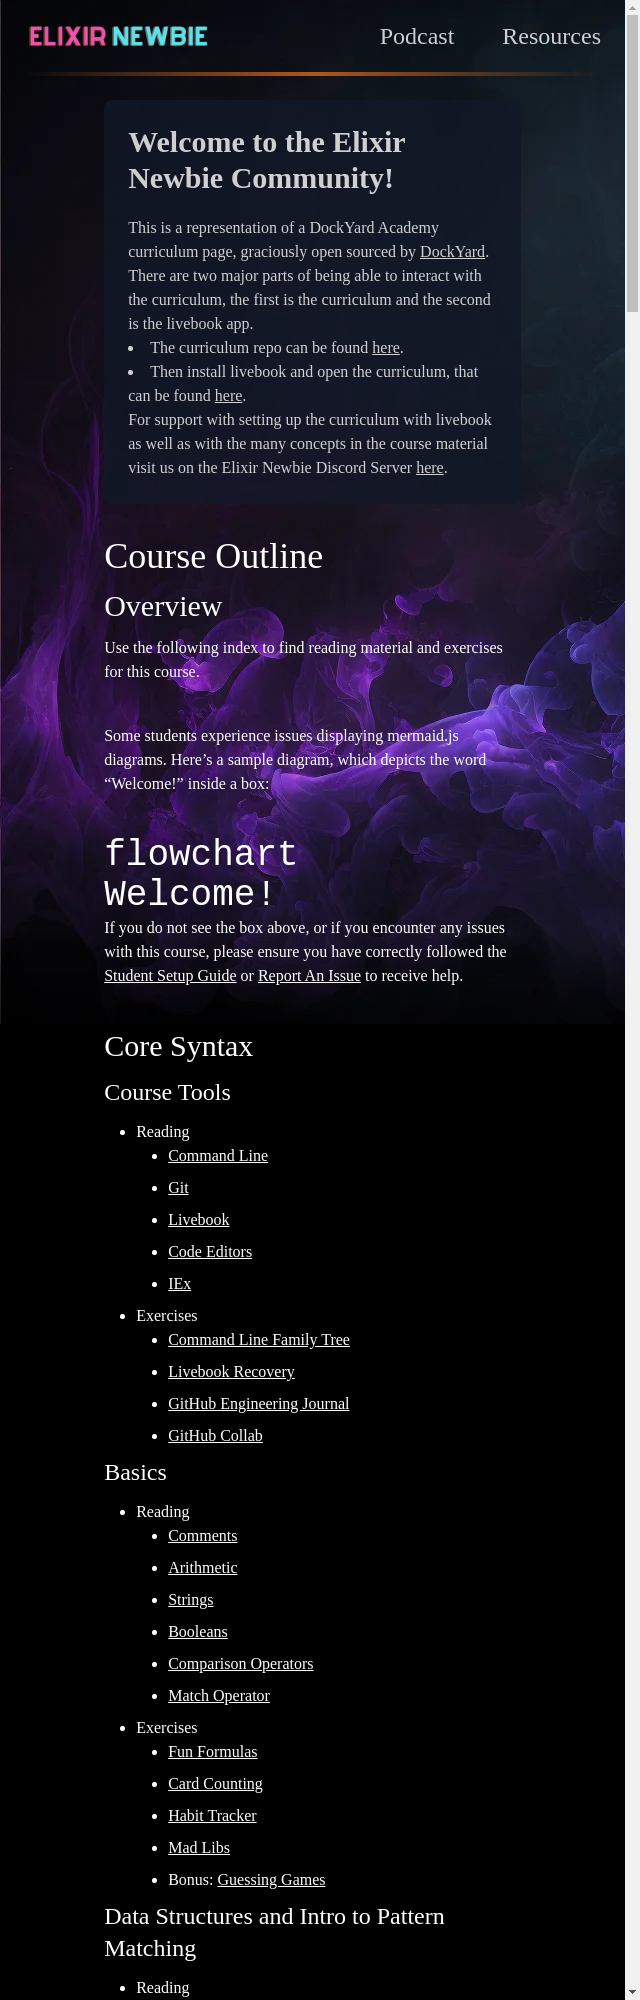 ELIXIR NEWBIE
Podcast
Resources
Welcome to the Elixir
Newbie Community!
This is a representation of a DockYard Academy
curriculum page, graciously open sourced by DockYard.
There are two major parts of being able to interact with
the curriculum, the first is the curriculum and the second
is the livebook app.
• The curriculum repo can be found here.
• Then install livebook and open the curriculum, that
can be found here.
For support with setting up the curriculum with livebook
as well as with the many concepts in the course material
visit us on the Elixir Newbie Discord Server here.
Course Outline
Overview
Use the following index to find reading material and exercises
for this course.
Some students experience issues displaying mermaid.js
diagrams. Here’s a sample diagram, which depicts the word
“Welcome!” inside a box:
flowchart
Welcome!
If you do not see the box above, or if you encounter any issues
with this course, please ensure you have correctly followed the
Student Setup Guide or Report An Issue to receive help.
Core Syntax
Course Tools
• Reading
• Command Line
• Git
• Livebook
• Code Editors
• IEx
• Exercises
• Command Line Family Tree
• Livebook Recovery
• GitHub Engineering Journal
• GitHub Collab
Basics
• Reading
• Comments
• Arithmetic
• Strings
• Booleans
• Comparison Operators
• Match Operator
• Exercises
• Fun Formulas
• Card Counting
• Habit Tracker
• Mad Libs
• Bonus: Guessing Games
Data Structures and Intro to Pattern
Matching
• Reading